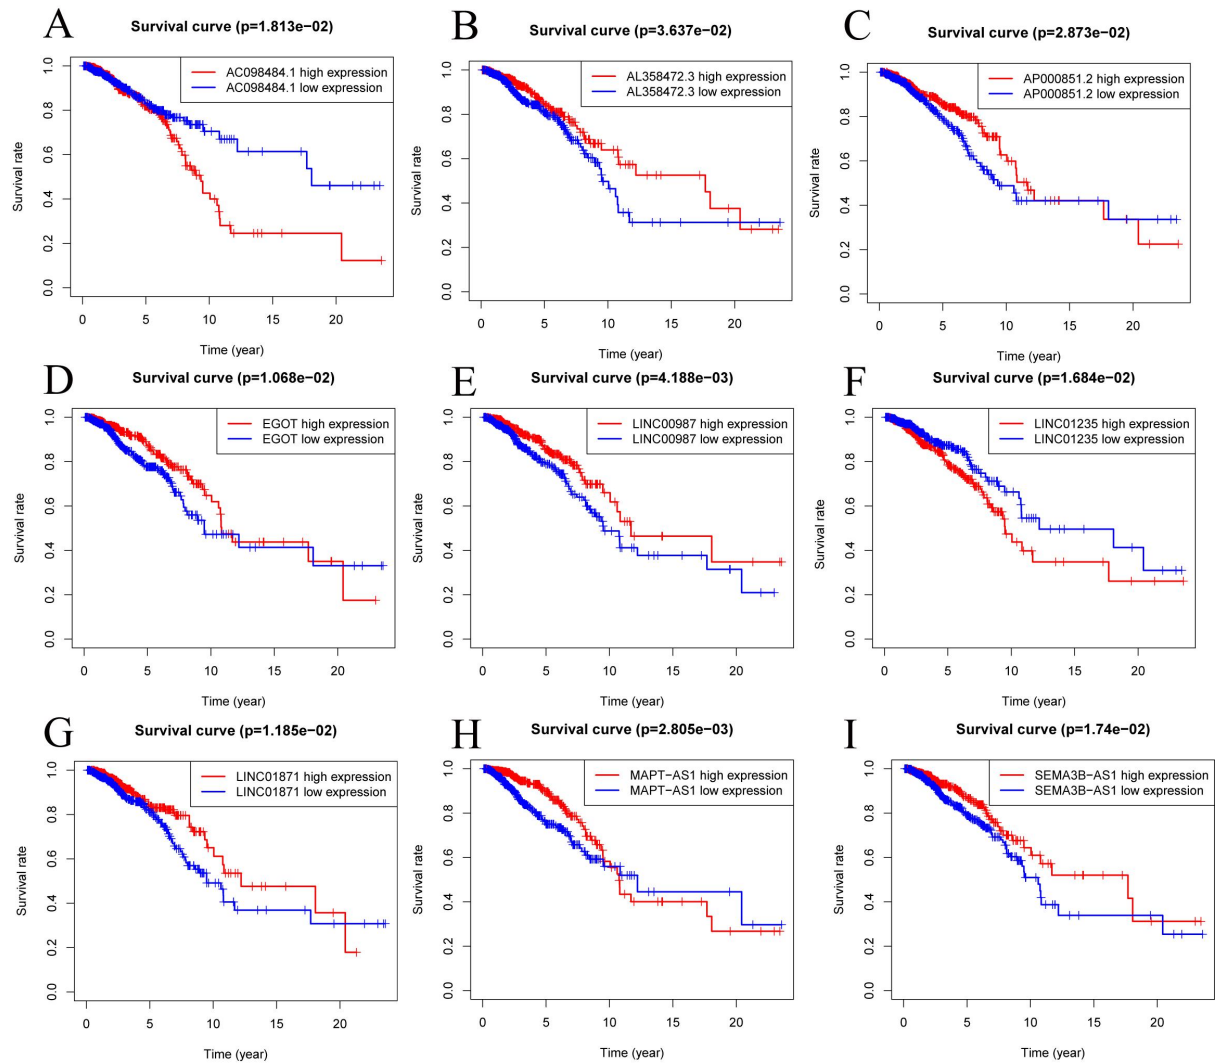 A
Survival curve (p=1.813e−02)
AC098484.1 high expression
AC098484.1 low expression
Survival rate
0.0 0.2 0.4 0.6 0.8 1.0
0 5 10 15 20
Time (year)
B
Survival curve (p=3.637e−02)
AL358472.3 high expression
AL358472.3 low expression
Survival rate
0.0 0.2 0.4 0.6 0.8 1.0
0 5 10 15 20
Time (year)
C
Survival curve (p=2.873e−02)
AP000851.2 high expression
AP000851.2 low expression
Survival rate
0.0 0.2 0.4 0.6 0.8 1.0
0 5 10 15 20
Time (year)
D
Survival curve (p=1.068e−02)
EGOT high expression
EGOT low expression
Survival rate
0.0 0.2 0.4 0.6 0.8 1.0
0 5 10 15 20
Time (year)
E
Survival curve (p=4.188e−03)
LINC00987 high expression
LINC00987 low expression
Survival rate
0.0 0.2 0.4 0.6 0.8 1.0
0 5 10 15 20
Time (year)
F
Survival curve (p=1.684e−02)
LINC01235 high expression
LINC01235 low expression
Survival rate
0.0 0.2 0.4 0.6 0.8 1.0
0 5 10 15 20
Time (year)
G
Survival curve (p=1.185e−02)
LINC01871 high expression
LINC01871 low expression
Survival rate
0.0 0.2 0.4 0.6 0.8 1.0
0 5 10 15 20
Time (year)
H
Survival curve (p=2.805e−03)
MAPT−AS1 high expression
MAPT−AS1 low expression
Survival rate
0.0 0.2 0.4 0.6 0.8 1.0
0 5 10 15 20
Time (year)
I
Survival curve (p=1.74e−02)
SEMA3B−AS1 high expression
SEMA3B−AS1 low expression
Survival rate
0.0 0.2 0.4 0.6 0.8 1.0
0 5 10 15 20
Time (year)